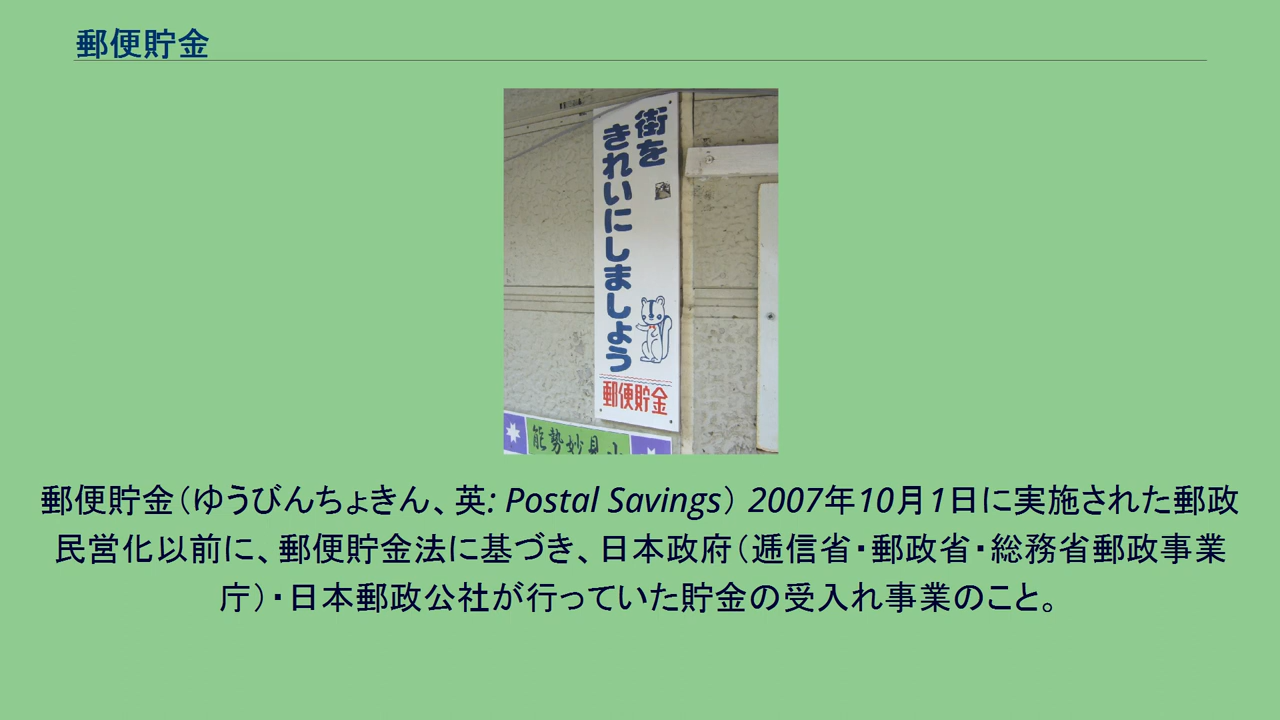 郵便貯金
街を
きれいにしましょう
郵便貯金
能勢妙見山
郵便貯金（ゆうびんちょきん、英: Postal Savings） 2007年10月1日に実施された郵政
民営化以前に、郵便貯金法に基づき、日本政府（逓信省・郵政省・総務省郵政事業
庁）・日本郵政公社が行っていた貯金の受入れ事業のこと。